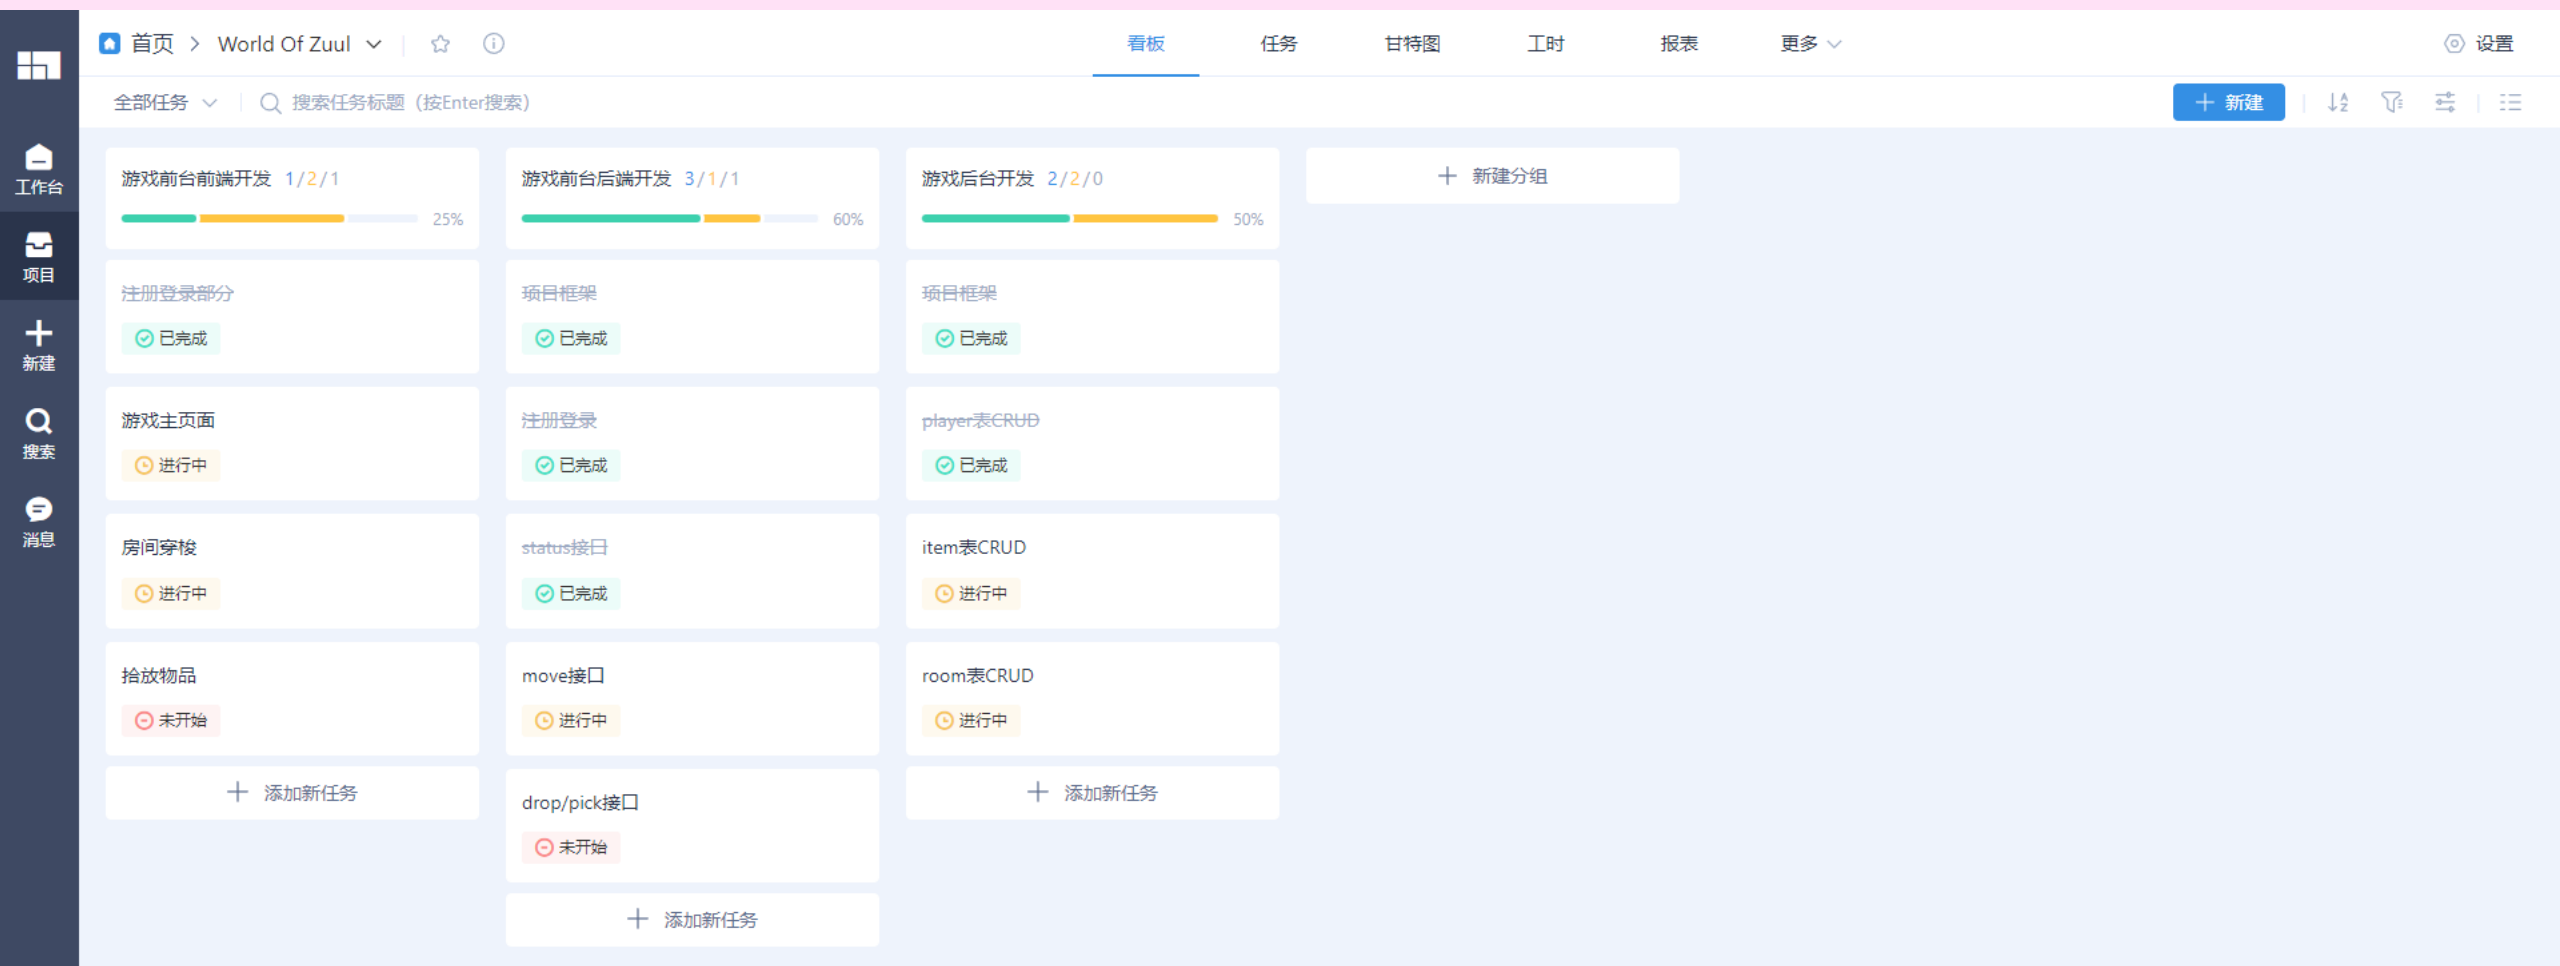 首页 > World Of Zuul
看板 任务 甘特图 工时 报表 更多
设置
全部任务
搜索任务标题（按Enter搜索）
新建
工作台
项目
新建
搜索
消息
游戏前台前端开发 1/2/1
25%
注册登录部分
已完成
游戏主页面
进行中
房间穿梭
进行中
拾放物品
未开始
添加新任务
游戏前台后端开发 3/1/1
60%
项目框架
已完成
注册登录
已完成
status接口
已完成
move接口
进行中
drop/pick接口
未开始
添加新任务
游戏后台开发 2/2/0
50%
项目框架
已完成
player表CRUD
已完成
item表CRUD
进行中
room表CRUD
进行中
添加新任务
新建分组